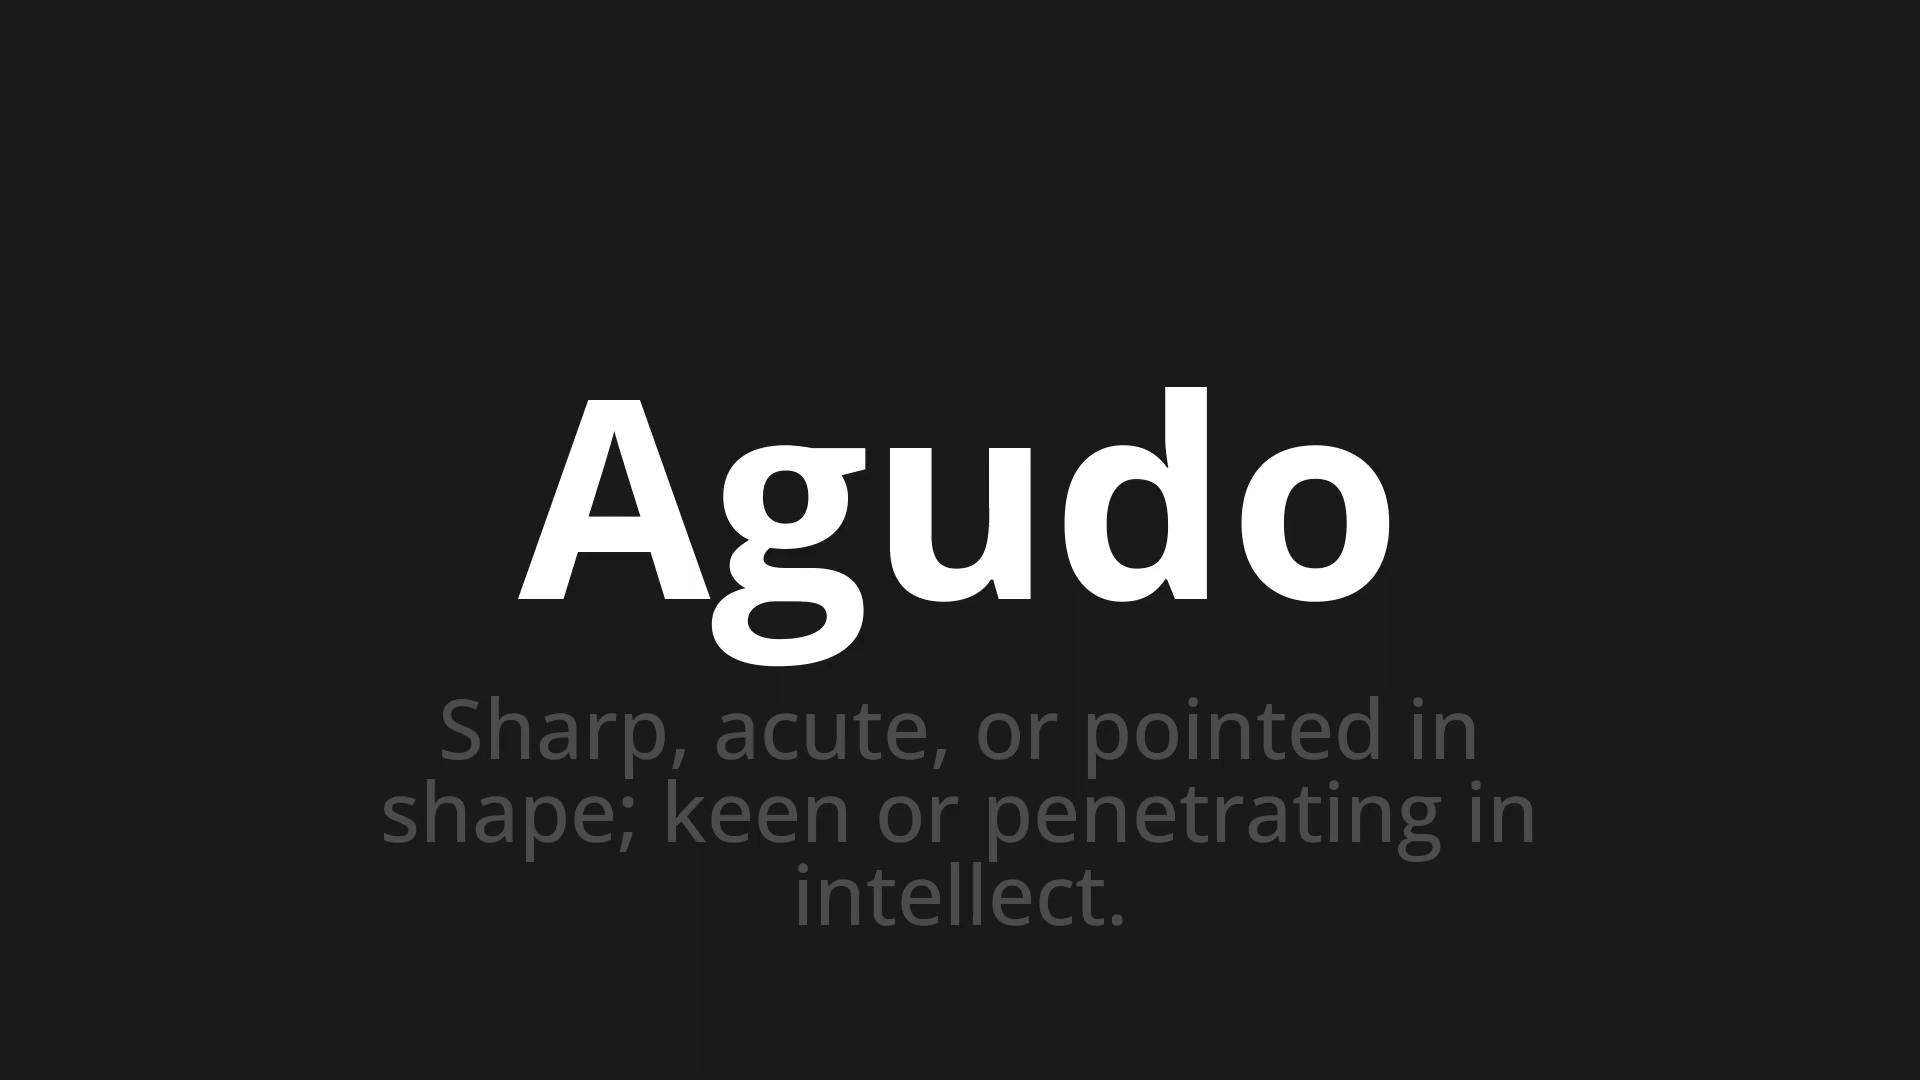 Agudo
Sharp, acute, or pointed in
shape; keen or penetrating in
intellect.